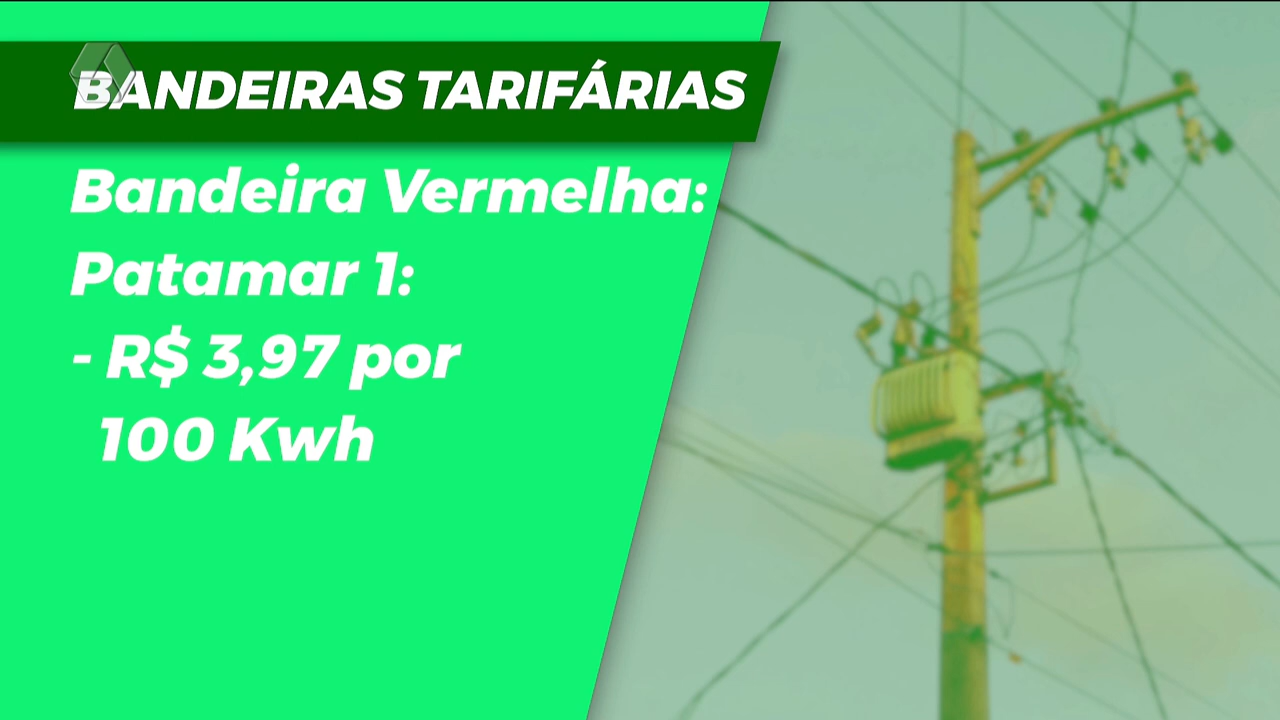 BANDEIRAS TARIFÁRIAS
Bandeira Vermelha:
Patamar 1:
- R$ 3,97 por
100 Kwh